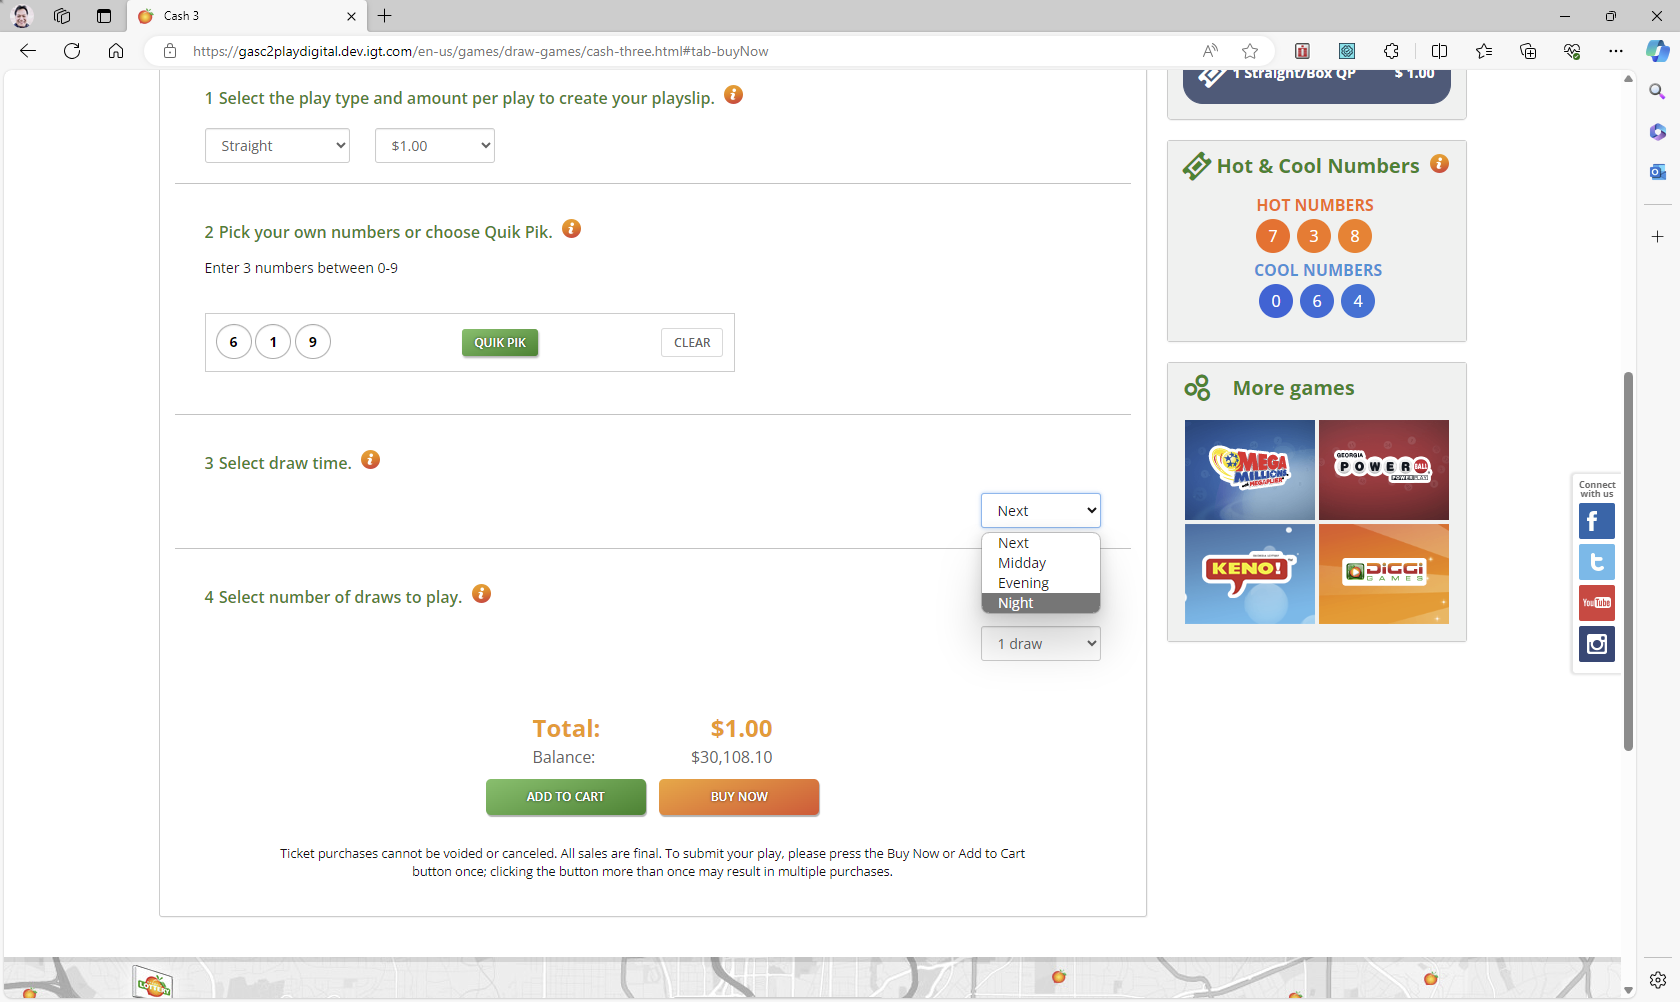 Cash 3
https://gasc2playdigital.dev.igt.com/en-us/games/draw-games/cash-three.html#tab-buyNow
1 Straight/Box QP $ 1.00
1 Select the play type and amount per play to create your playslip.
Straight
$1.00
2 Pick your own numbers or choose Quik Pik.
Enter 3 numbers between 0-9
6 1 9
QUIK PIK
CLEAR
3 Select draw time.
Next
Next
Midday
Evening
Night
4 Select number of draws to play.
1 draw
Total: $1.00
Balance: $30,108.10
ADD TO CART
BUY NOW
Ticket purchases cannot be voided or canceled. All sales are final. To submit your play, please press the Buy Now or Add to Cart
button once; clicking the button more than once may result in multiple purchases.
Hot & Cool Numbers
HOT NUMBERS
7 3 8
COOL NUMBERS
0 6 4
More games
MEGA
MILLIONS
MEGAPLIER
GEORGIA
POWERBALL
POWER PLAY
KENO!
DIGGI
GAMES
Connect
with us
YouTube
LOTTERY